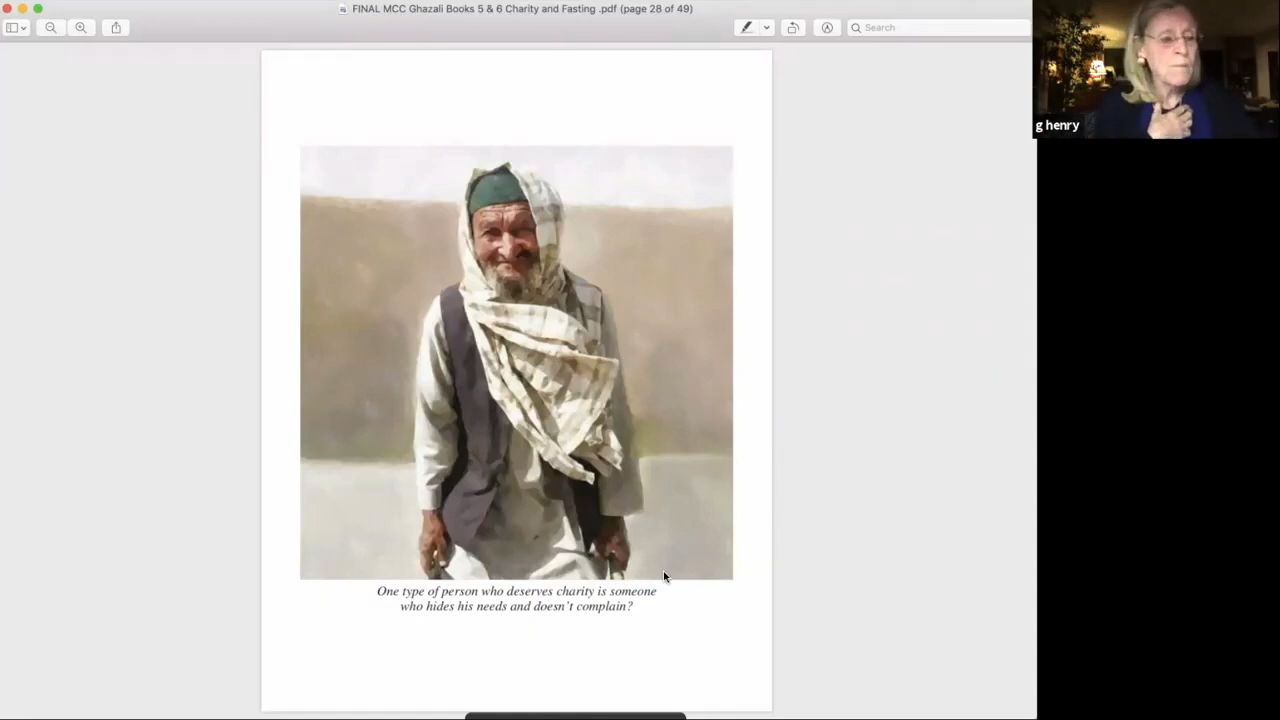 FINAL MCC Ghazali Books 5 & 6 Charity and Fasting .pdf (page 28 of 49)
Search
g henry
One type of person who deserves charity is someone
who hides his needs and doesn't complain?